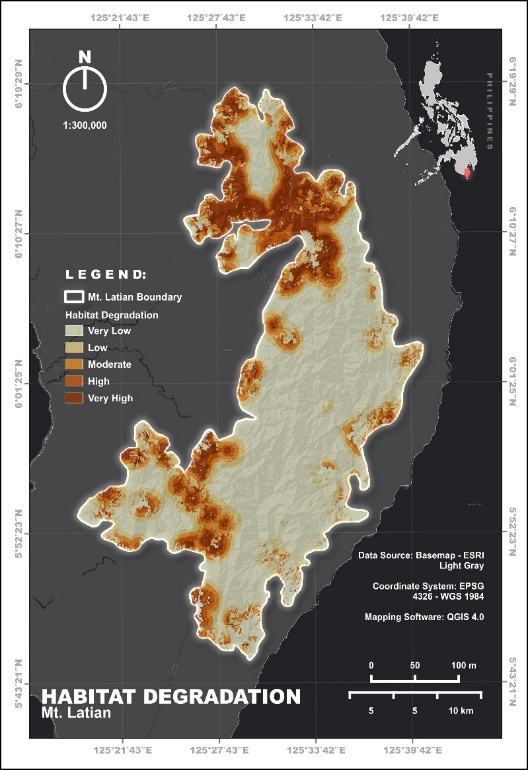 125°21'43"E 125°27'43"E 125°33'42"E 125°39'42"E
6°19'29"N
6°19'29"N
N
1:300,000
PHILIPPINES
6°10'27"N
6°10'27"N
LEGEND:
Mt. Latian Boundary
Habitat Degradation
Very Low
Low
Moderate
High
Very High
6°01'25"N
6°01'25"N
5°52'23"N
5°52'23"N
Data Source: Basemap - ESRI
Light Gray
Coordinate System: EPSG
4326 - WGS 1984
Mapping Software: QGIS 4.0
0 50 100 m
5 5 10 km
5°43'21"N
5°43'21"N
HABITAT DEGRADATION
Mt. Latian
125°21'43"E 125°27'43"E 125°33'42"E 125°39'42"E